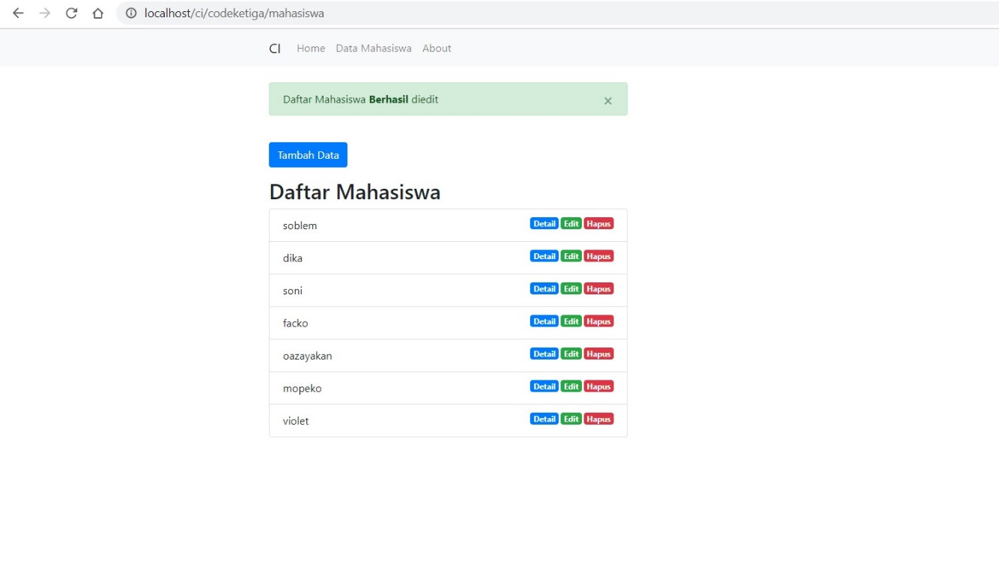 localhost/ci/codeketiga/mahasiswa
CI Home Data Mahasiswa About
Daftar Mahasiswa Berhasil diedit ×
Tambah Data
Daftar Mahasiswa
soblem Detail Edit Hapus
dika Detail Edit Hapus
soni Detail Edit Hapus
facko Detail Edit Hapus
oazayakan Detail Edit Hapus
mopeko Detail Edit Hapus
violet Detail Edit Hapus